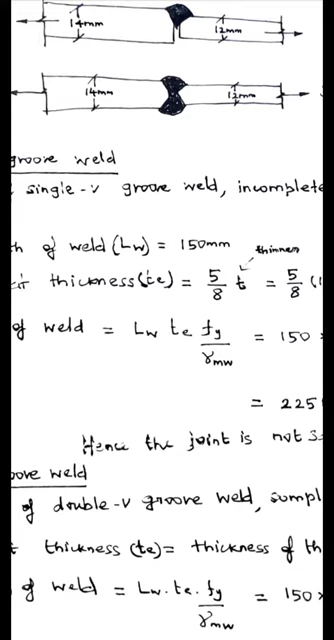 14mm 12mm
14mm 12mm
groove weld
single-v groove weld, incomplete
of weld (Lw) = 150mm thinner
thickness (te) = 5/8 t = 5/8 (1
of weld = Lw te fy/γmw = 150 ×
= 225
Hence the joint is not s
oove weld
of double-v groove weld, compl
thickness (te) = thickness of th
of weld = Lw. te. fy/γmw = 150 ×